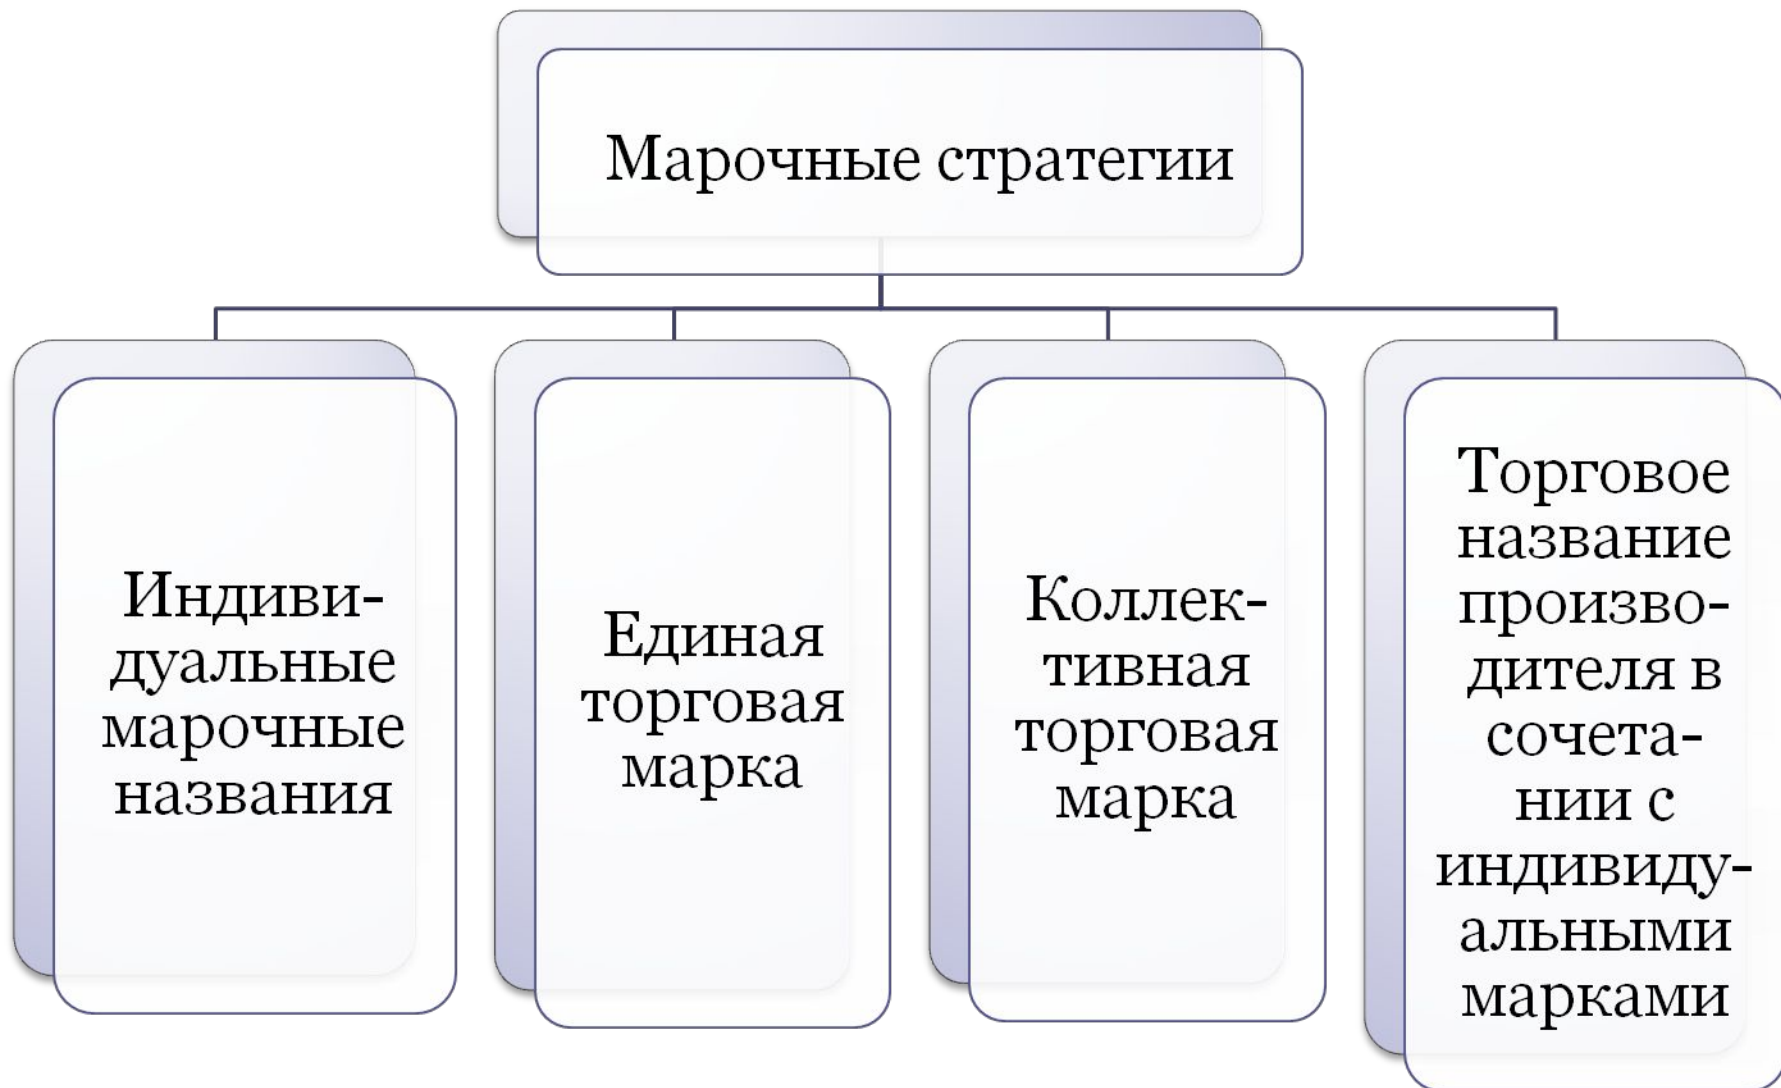 Марочные стратегии
Индиви-
дуальные
марочные
названия
Единая
торговая
марка
Коллек-
тивная
торговая
марка
Торговое
название
произво-
дителя в
сочета-
нии с
индивиду-
альными
марками